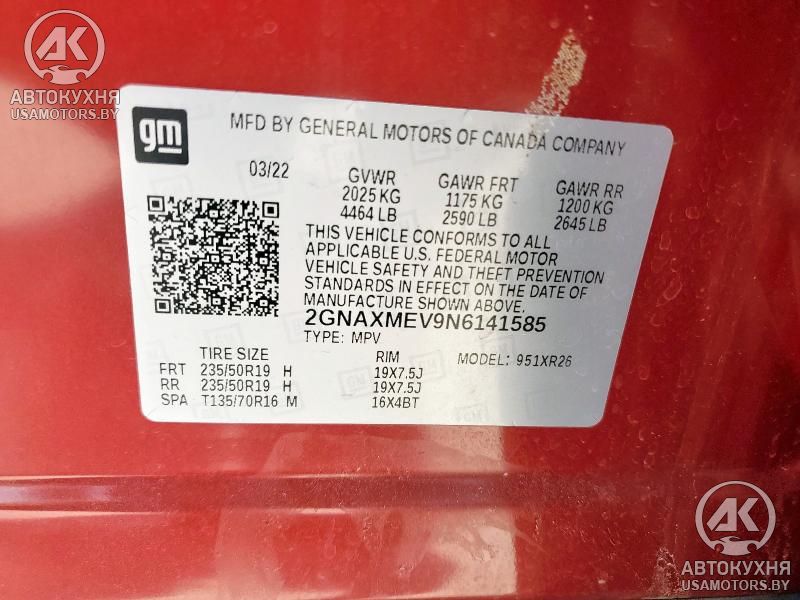 АК
АВТОКУХНЯ
USAMOTORS.BY
gm
MFD BY GENERAL MOTORS OF CANADA COMPANY
03/22 GVWR GAWR FRT GAWR RR
2025 KG 1175 KG 1200 KG
4464 LB 2590 LB 2645 LB
THIS VEHICLE CONFORMS TO ALL
APPLICABLE U.S. FEDERAL MOTOR
VEHICLE SAFETY AND THEFT PREVENTION
STANDARDS IN EFFECT ON THE DATE OF
MANUFACTURE SHOWN ABOVE.
2GNAXMEV9N6141585
TYPE: MPV
TIRE SIZE RIM MODEL: 951XR26
FRT 235/50R19 H 19X7.5J
RR 235/50R19 H 19X7.5J
SPA T135/70R16 M 16X4BT
АК
АВТОКУХНЯ
USAMOTORS.BY